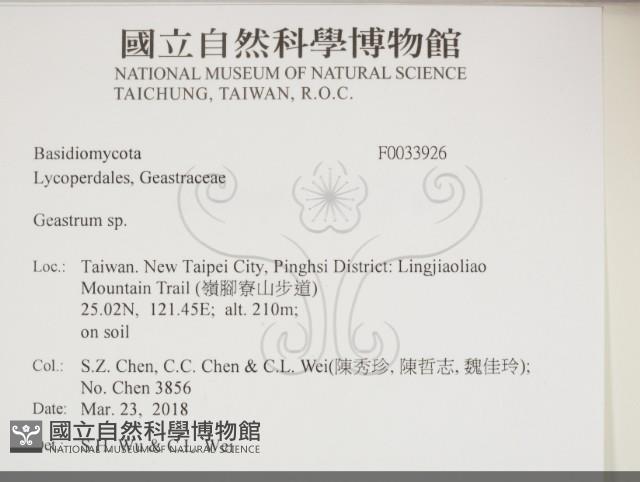 國立自然科學博物館
NATIONAL MUSEUM OF NATURAL SCIENCE
TAICHUNG, TAIWAN, R.O.C.
Basidiomycota F0033926
Lycoperdales, Geastraceae
Geastrum sp.
Loc.: Taiwan. New Taipei City, Pinghsi District: Lingjiaoliao
Mountain Trail (嶺腳寮山步道)
25.02N, 121.45E; alt. 210m;
on soil
Col.: S.Z. Chen, C.C. Chen & C.L. Wei(陳秀珍, 陳哲志, 魏佳玲);
No. Chen 3856
Date: Mar. 23, 2018
國立自然科學博物館
Det.: S.H. Wu & C.L. Wei
NATIONAL MUSEUM OF NATURAL SCIENCE